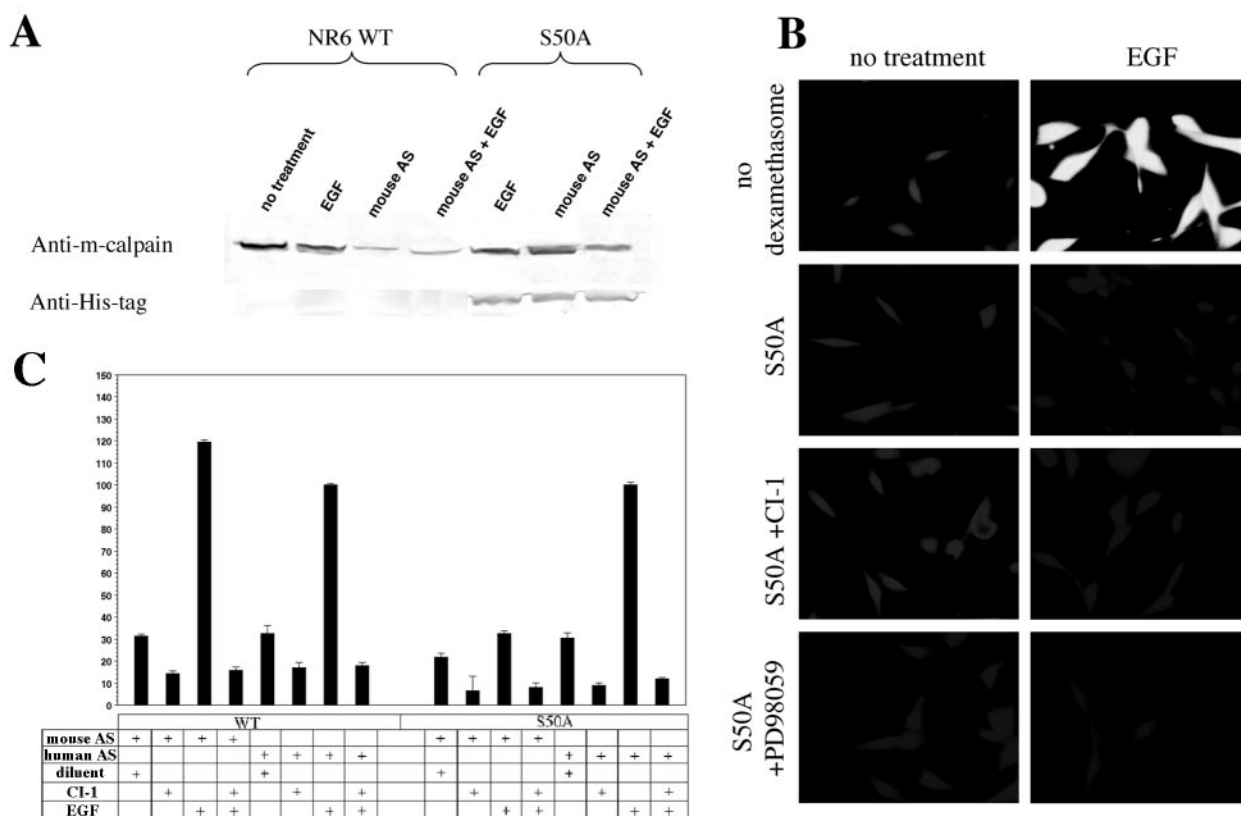 A
NR6 WT
S50A
no treatment
EGF
mouse AS
mouse AS + EGF
EGF
mouse AS
mouse AS + EGF
Anti-m-calpain
Anti-His-tag
B
no treatment
EGF
no
dexamethasome
S50A
S50A +CI-1
S50A
+PD98059
C
150
140
130
120
110
100
90
80
70
60
50
40
30
20
10
0
WT
S50A
mouse AS + + + + + + + +
human AS + + + + + + + +
diluent + + + +
CI-1 + + + + + + + +
EGF + + + + + + + +